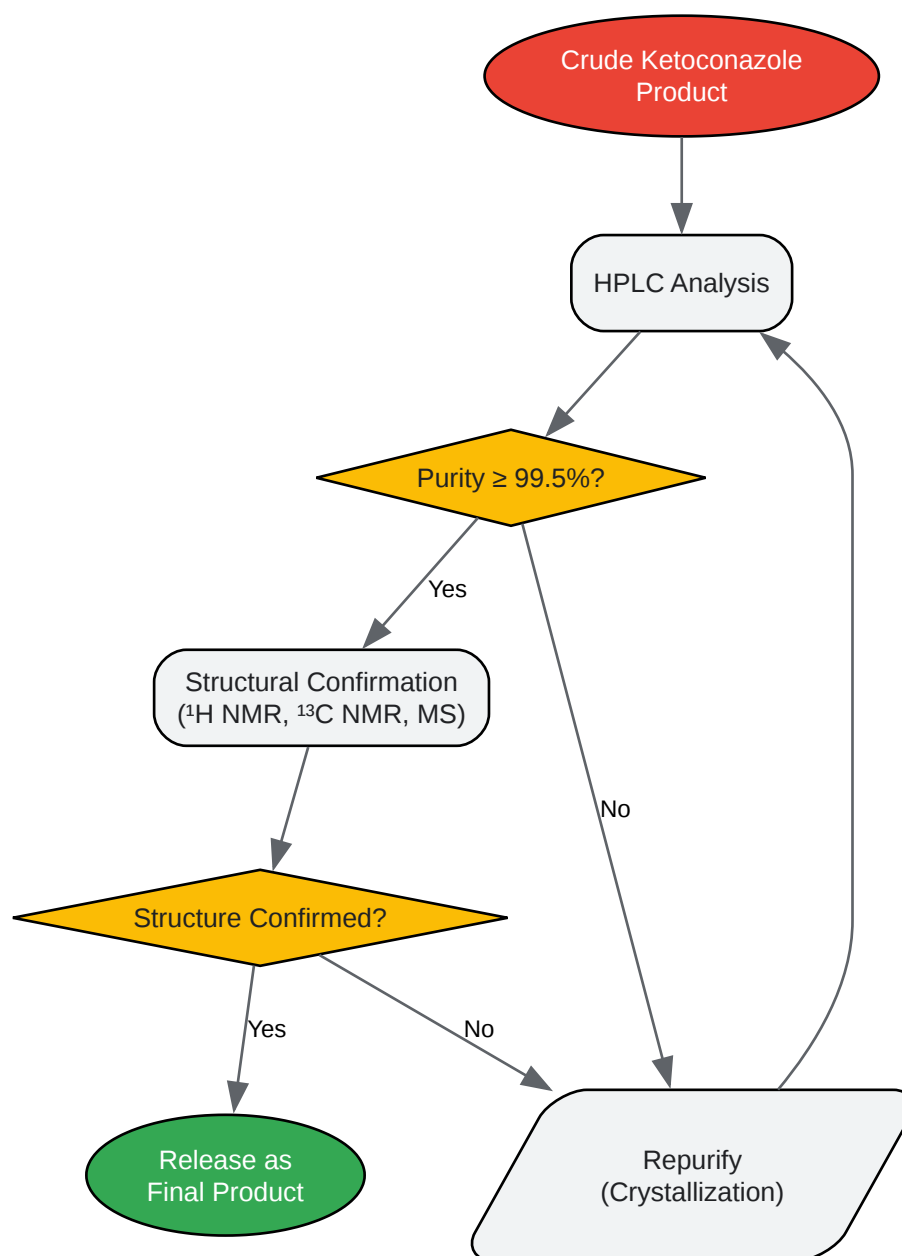 Crude Ketoconazole
Product
HPLC Analysis
Purity ≥ 99.5%?
Yes
Structural Confirmation
(¹H NMR, ¹³C NMR, MS)
No
Structure Confirmed?
Yes
No
Release as
Final Product
Repurify
(Crystallization)